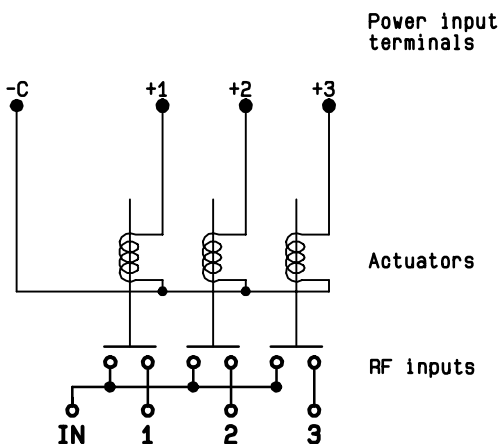 Power input
terminals
-C +1 +2 +3
Actuators
RF inputs
IN 1 2 3